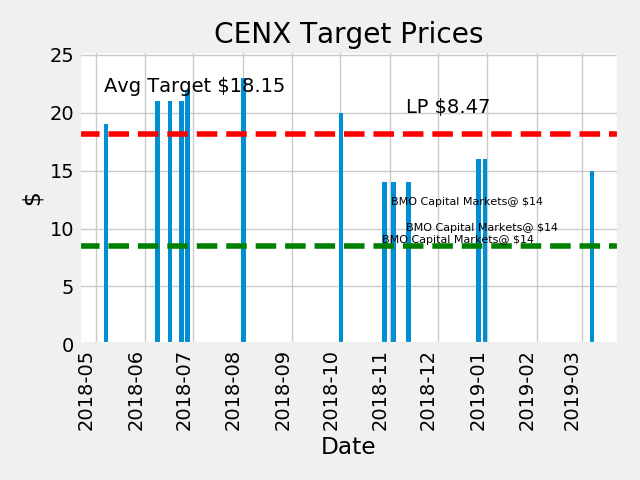 CENX Target Prices
25
Avg Target $18.15
LP $8.47
20
15
BMO Capital Markets@ $14
BMO Capital Markets@ $14
10
BMO Capital Markets@ $14
5
0
$
2018-05
2018-06
2018-07
2018-08
2018-09
2018-10
2018-11
2018-12
2019-01
2019-02
2019-03
Date